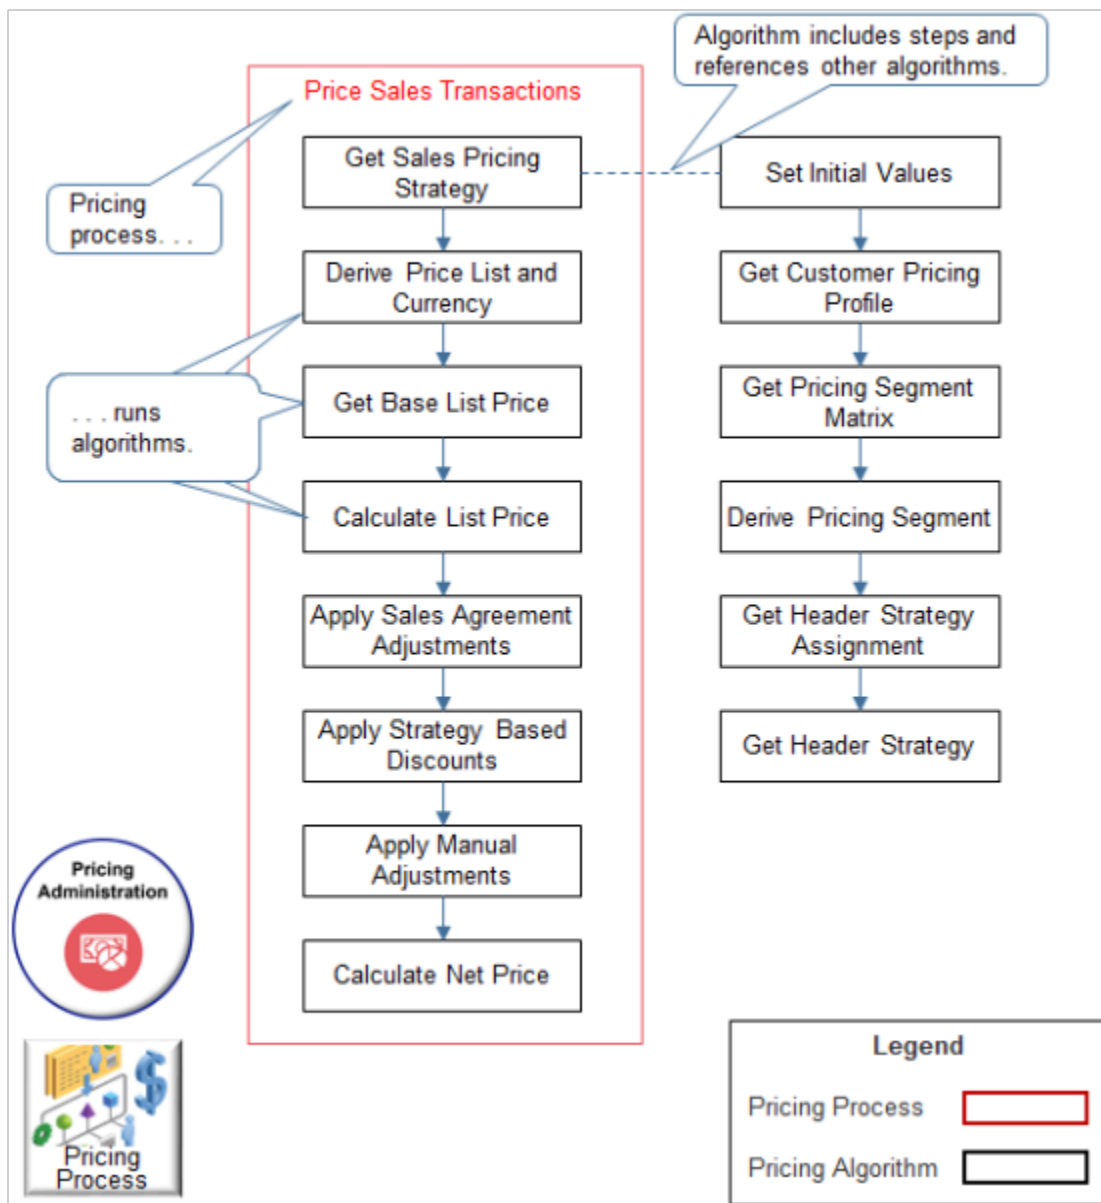 Algorithm includes steps and
references other algorithms.
Price Sales Transactions
Get Sales Pricing
Strategy
Set Initial Values
Pricing
process. . .
Derive Price List and
Currency
Get Customer Pricing
Profile
. . . runs
algorithms.
Get Base List Price
Get Pricing Segment
Matrix
Calculate List Price
Derive Pricing Segment
Apply Sales Agreement
Adjustments
Get Header Strategy
Assignment
Apply Strategy Based
Discounts
Get Header Strategy
Apply Manual
Adjustments
Pricing
Administration
Calculate Net Price
Pricing
Process
Legend
Pricing Process
Pricing Algorithm